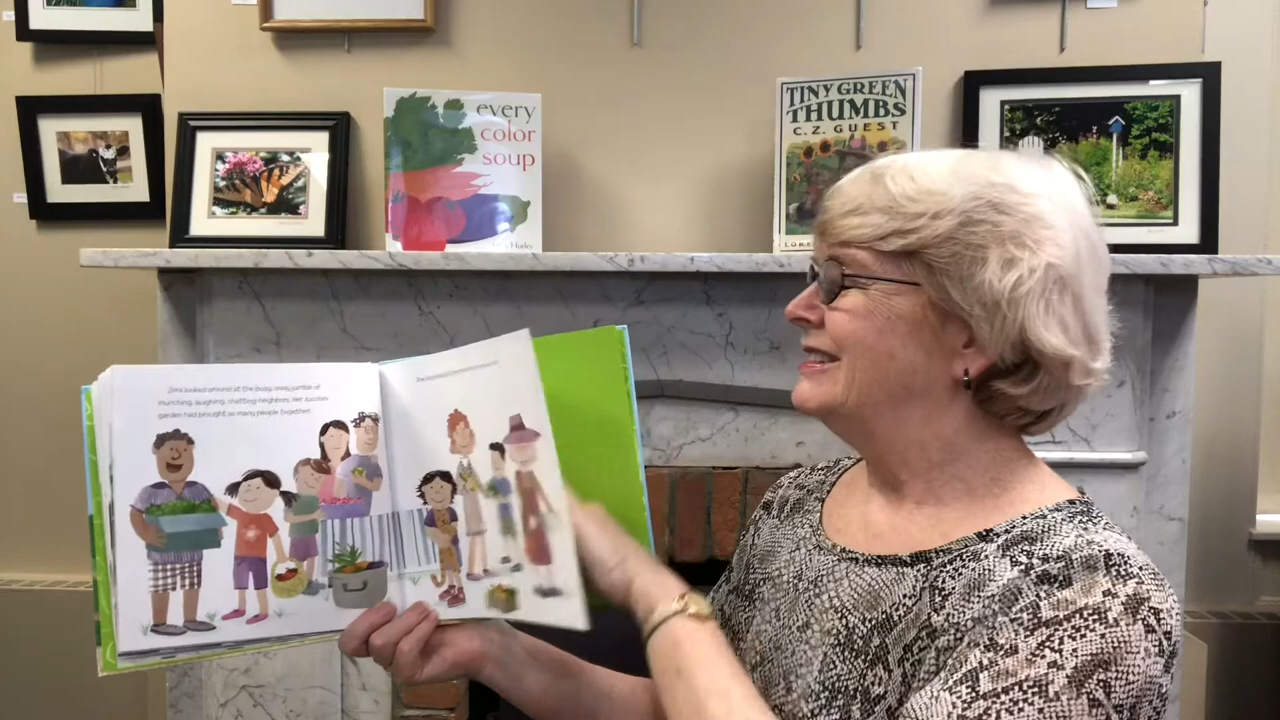 every
color
soup
Hurley
TINY GREEN
THUMBS
C. Z. GUEST
Zora looked around at the busy, noisy jumble of
munching, laughing, chatting neighbors. Her zucchini
garden had brought so many people together!